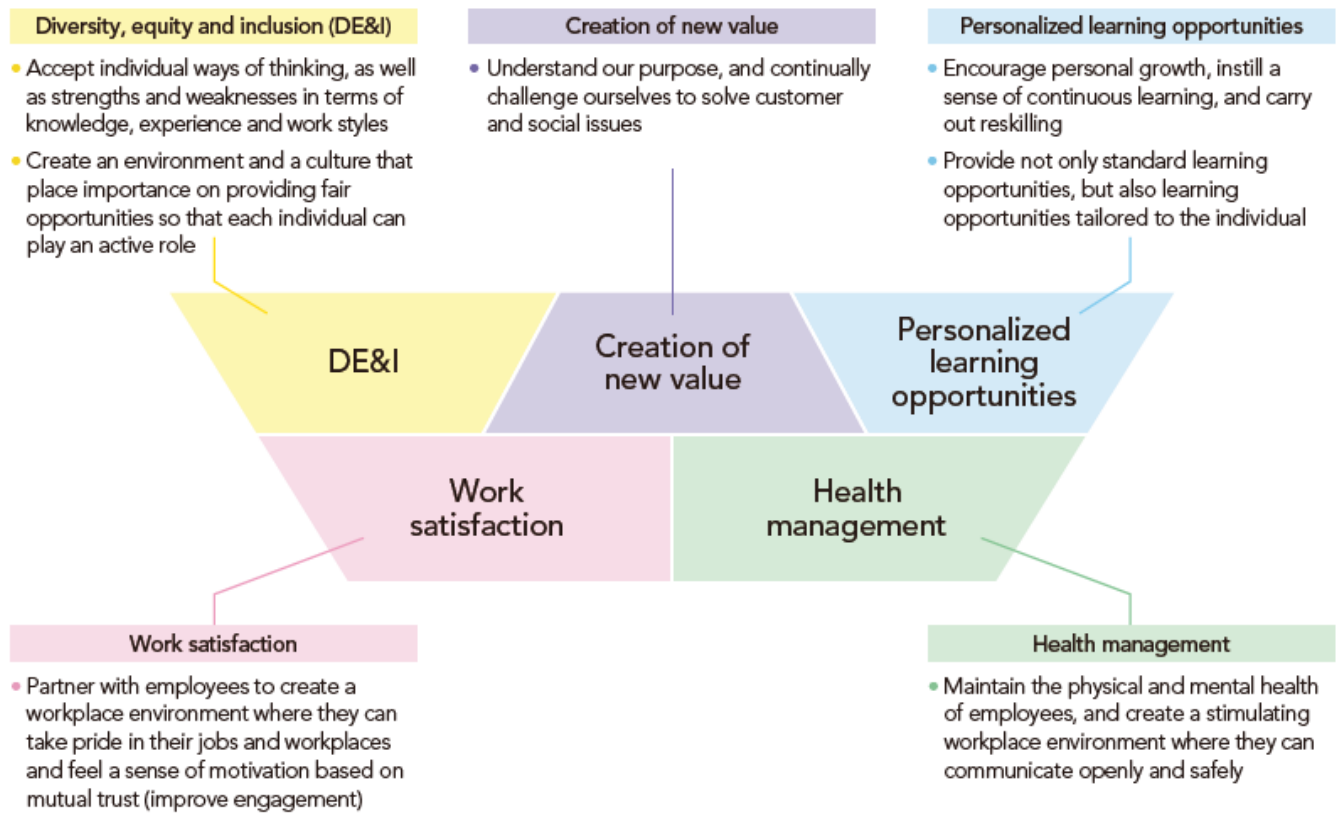 Diversity, equity and inclusion (DE&I)
• Accept individual ways of thinking, as well
as strengths and weaknesses in terms of
knowledge, experience and work styles
• Create an environment and a culture that
place importance on providing fair
opportunities so that each individual can
play an active role
Creation of new value
• Understand our purpose, and continually
challenge ourselves to solve customer
and social issues
Personalized learning opportunities
• Encourage personal growth, instill a
sense of continuous learning, and carry
out reskilling
• Provide not only standard learning
opportunities, but also learning
opportunities tailored to the individual
DE&I
Creation of
new value
Personalized
learning
opportunities
Work
satisfaction
Health
management
Work satisfaction
• Partner with employees to create a
workplace environment where they can
take pride in their jobs and workplaces
and feel a sense of motivation based on
mutual trust (improve engagement)
Health management
• Maintain the physical and mental health
of employees, and create a stimulating
workplace environment where they can
communicate openly and safely